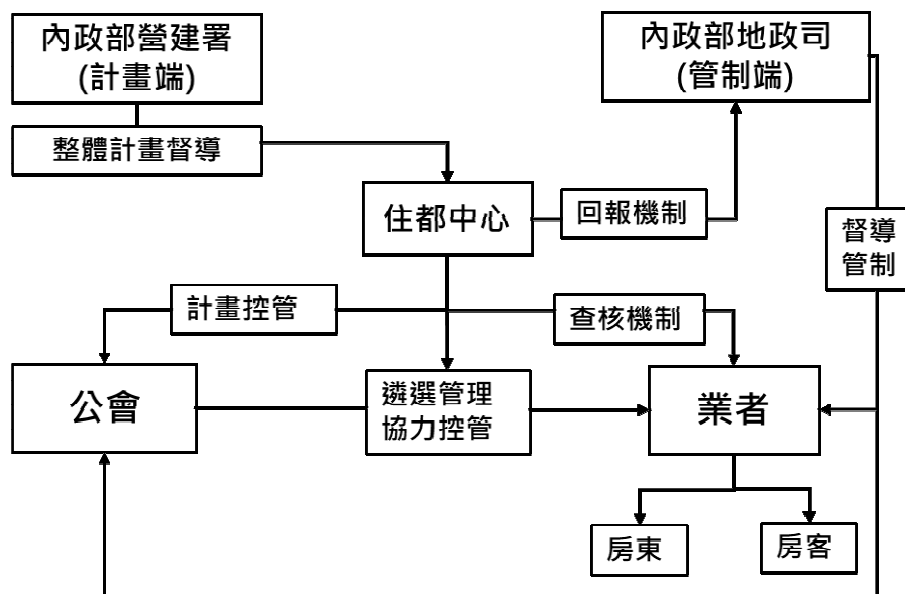 內政部營建署
(計畫端)
內政部地政司
(管制端)
整體計畫督導
住都中心
回報機制
督導
管制
計畫控管
查核機制
公會
遴選管理
協力控管
業者
房東
房客